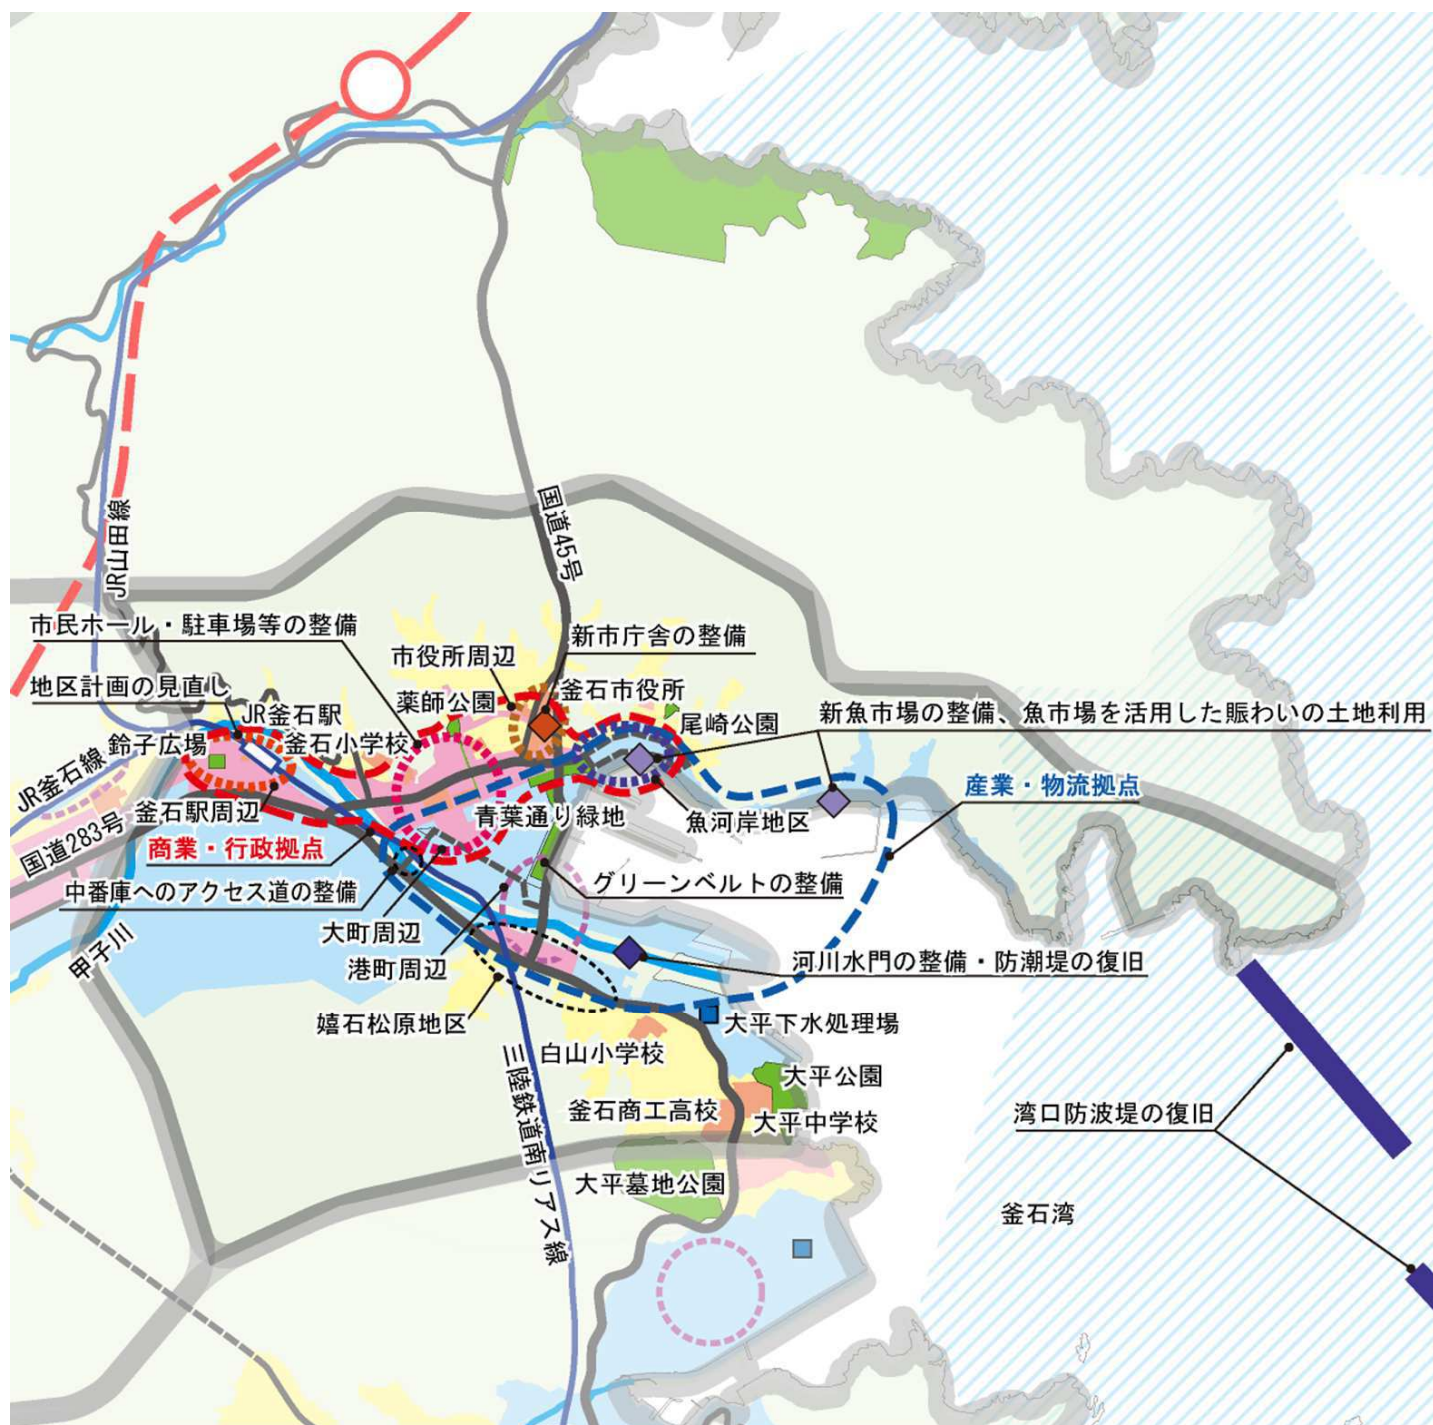 国道45号
JR山田線
市民ホール・駐車場等の整備
新市庁舎の整備
市役所周辺
地区計画の見直し
薬師公園
釜石市役所
JR釜石駅
尾崎公園
新魚市場の整備、魚市場を活用した賑わいの土地利用
鈴子広場
釜石小学校
JR釜石線
産業・物流拠点
釜石駅周辺
青葉通り緑地
魚河岸地区
国道283号
商業・行政拠点
中番庫へのアクセス道の整備
グリーンベルトの整備
大町周辺
甲子川
港町周辺
河川水門の整備・防潮堤の復旧
嬉石松原地区
大平下水処理場
白山小学校
三陸鉄道南リアス線
大平公園
釜石商工高校
大平中学校
湾口防波堤の復旧
大平墓地公園
釜石湾